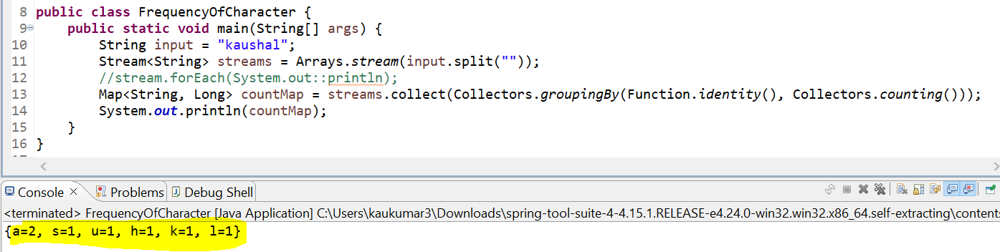 8 public class FrequencyOfCharacter {
9 public static void main(String[] args) {
10 String input = "kaushal";
11 Stream<String> streams = Arrays.stream(input.split(""));
12 //stream.forEach(System.out::println);
13 Map<String, Long> countMap = streams.collect(Collectors.groupingBy(Function.identity(), Collectors.counting()));
14 System.out.println(countMap);
15 }
16 }
Console Problems Debug Shell
<terminated> FrequencyOfCharacter [Java Application] C:\Users\kaukumar3\Downloads\spring-tool-suite-4-4.15.1.RELEASE-e4.24.0-win32.win32.x86_64.self-extracting\contents
{a=2, s=1, u=1, h=1, k=1, l=1}